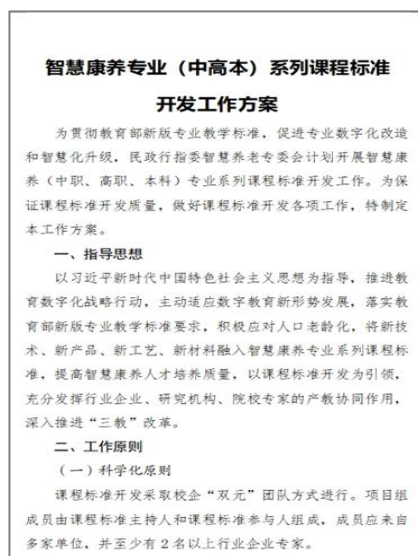 智慧康养专业（中高本）系列课程标准
开发工作方案
为贯彻教育部新版专业教学标准，促进专业数字化改造
和智慧化升级，民政行指委智慧养老专委会计划开展智慧康
养（中职、高职、本科）专业系列课程标准开发工作。为保
证课程标准开发质量，做好课程标准开发各项工作，特制定
本工作方案。
一、指导思想
以习近平新时代中国特色社会主义思想为指导，推进教
育数字化战略行动，主动适应数字教育新形势发展，落实教
育部新版专业教学标准要求，积极应对人口老龄化，将新技
术、新产品、新工艺、新材料融入智慧康养专业系列课程标
准，提高智慧康养人才培养质量，以课程标准开发为引领，
充分发挥行业企业、研究机构、院校专家的产教协同作用，
深入推进“三教”改革。
二、工作原则
（一）科学化原则
课程标准开发采取校企“双元”团队方式进行。项目组
成员由课程标准主持人和课程标准参与人组成，成员应来自
多家单位，并至少有 2 名以上行业企业专家。